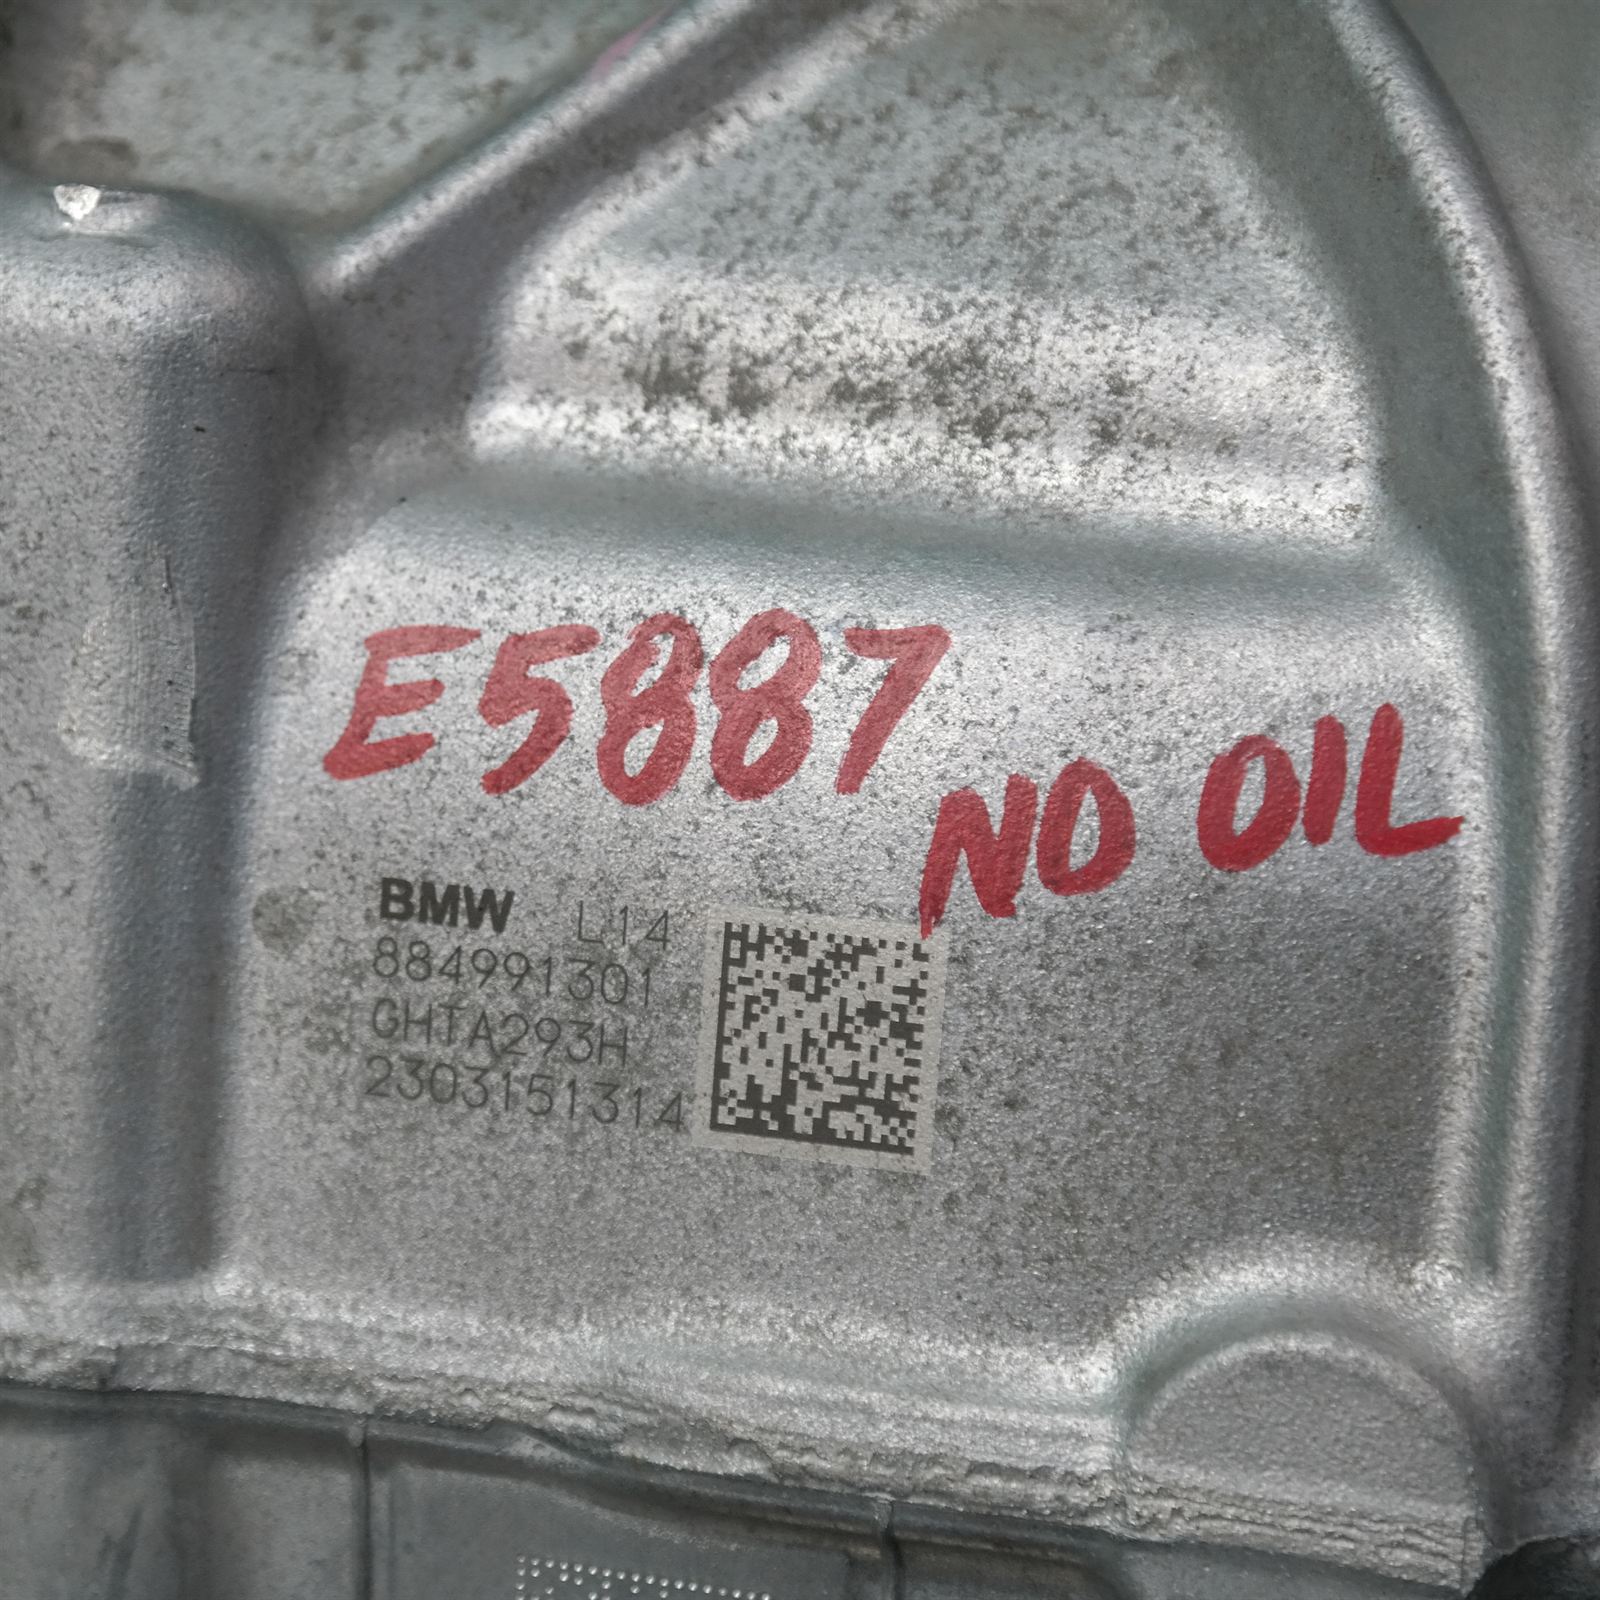 E5887
NO OIL
BMW L14
884991301
GHTA293H
2303151314